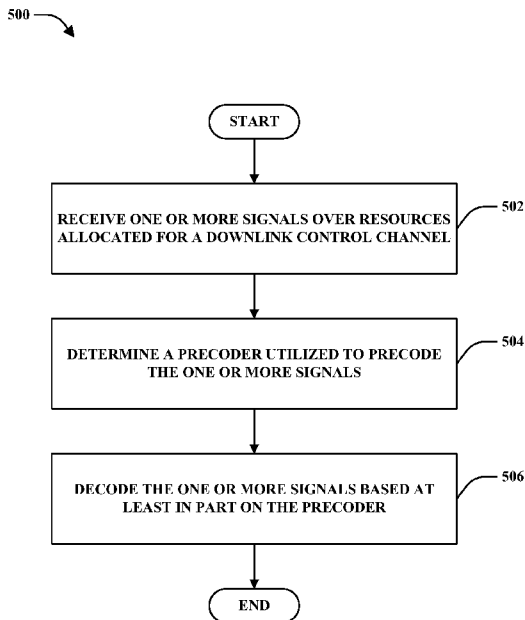 500
START
RECEIVE ONE OR MORE SIGNALS OVER RESOURCES
ALLOCATED FOR A DOWNLINK CONTROL CHANNEL
502
DETERMINE A PRECODER UTILIZED TO PRECODE
THE ONE OR MORE SIGNALS
504
DECODE THE ONE OR MORE SIGNALS BASED AT
LEAST IN PART ON THE PRECODER
506
END